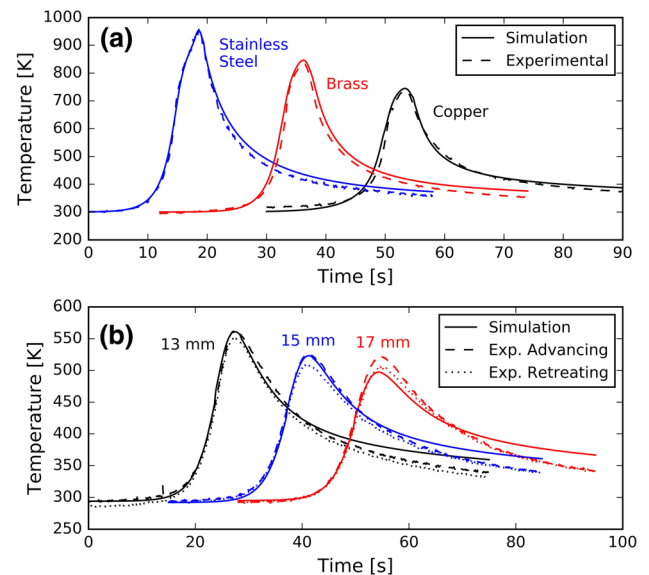 (a)
Stainless
Steel
Brass
Copper
Simulation
Experimental
Temperature [K]
1000
900
800
700
600
500
400
300
200
0 10 20 30 40 50 60 70 80 90
Time [s]
(b)
13 mm
15 mm
17 mm
Simulation
Exp. Advancing
Exp. Retreating
Temperature [K]
600
550
500
450
400
350
300
250
0 20 40 60 80 100
Time [s]